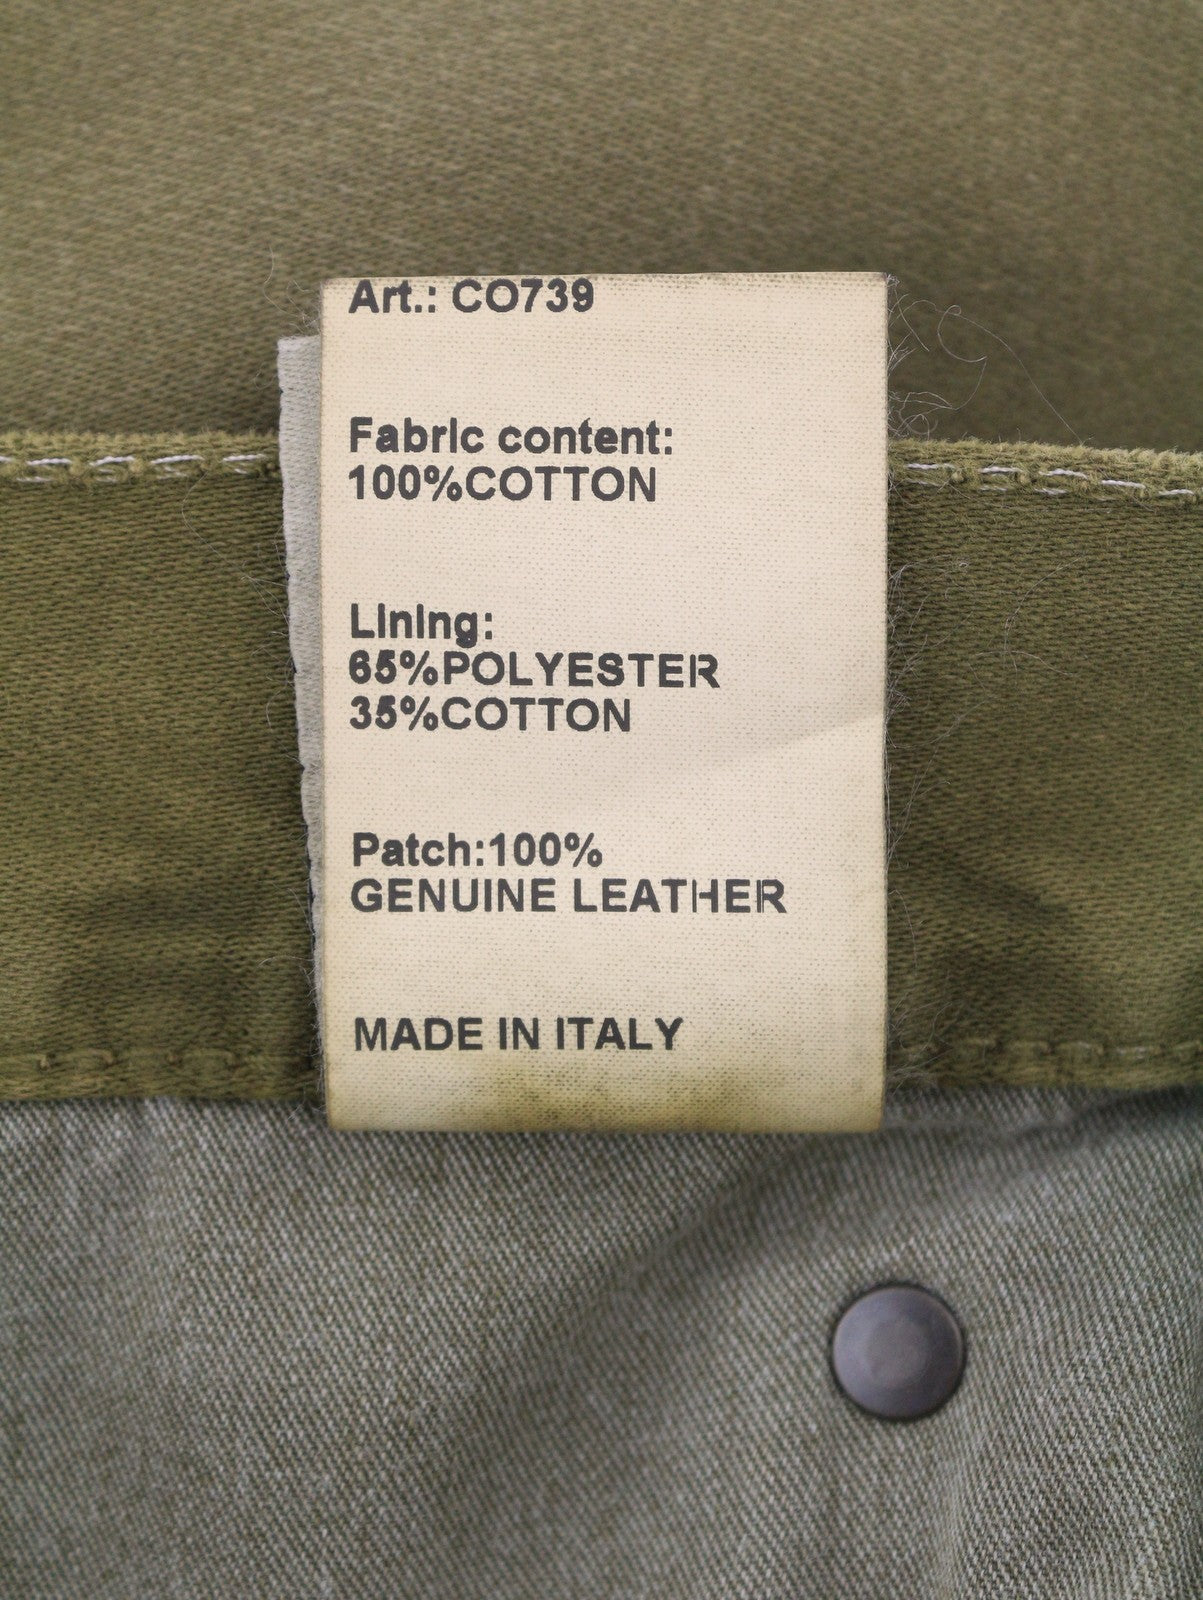 Art.: CO739
Fabric content:
100%COTTON
Lining:
65%POLYESTER
35%COTTON
Patch:100%
GENUINE LEATHER
MADE IN ITALY